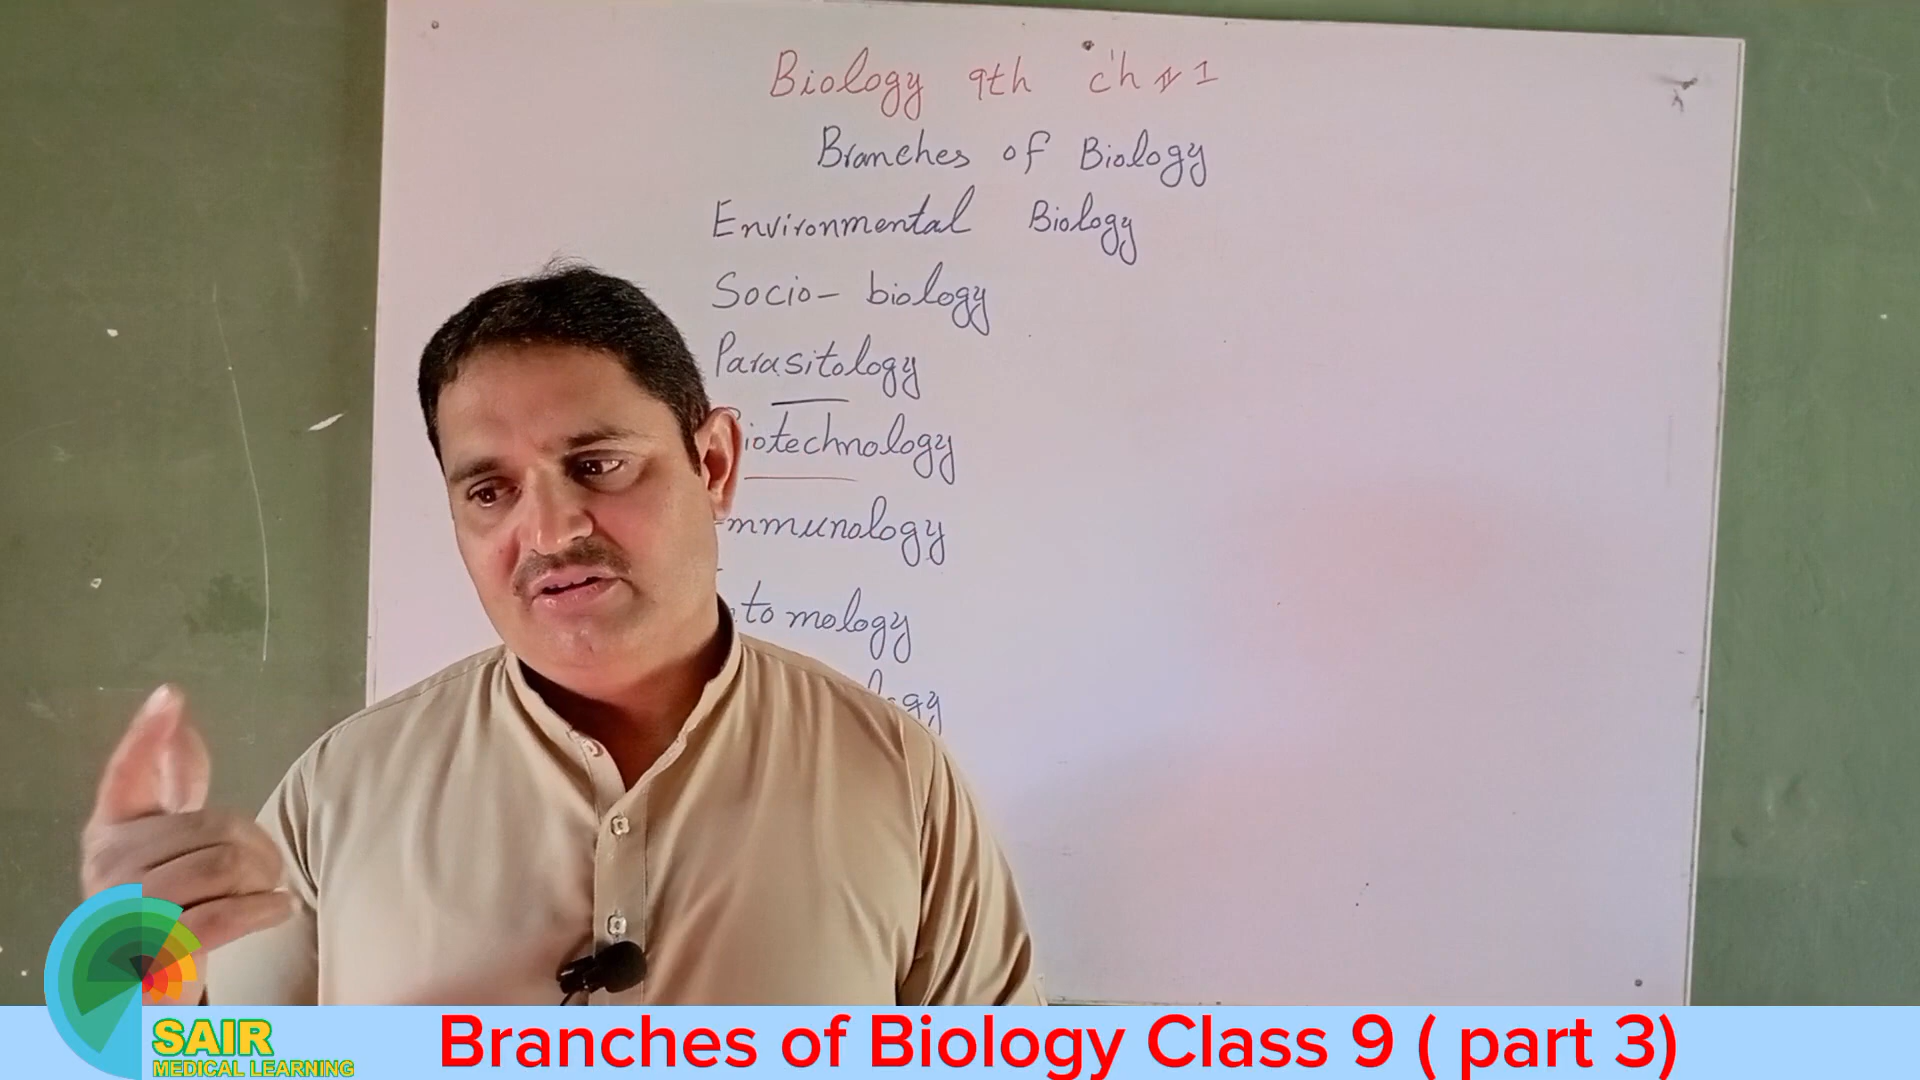 Biology 9th ch # 1
Branches of Biology
Environmental Biology
Socio- biology
Parasitology
iotechnology
mmunology
tomology
ogy
SAIR
MEDICAL LEARNING
Branches of Biology Class 9 ( part 3)